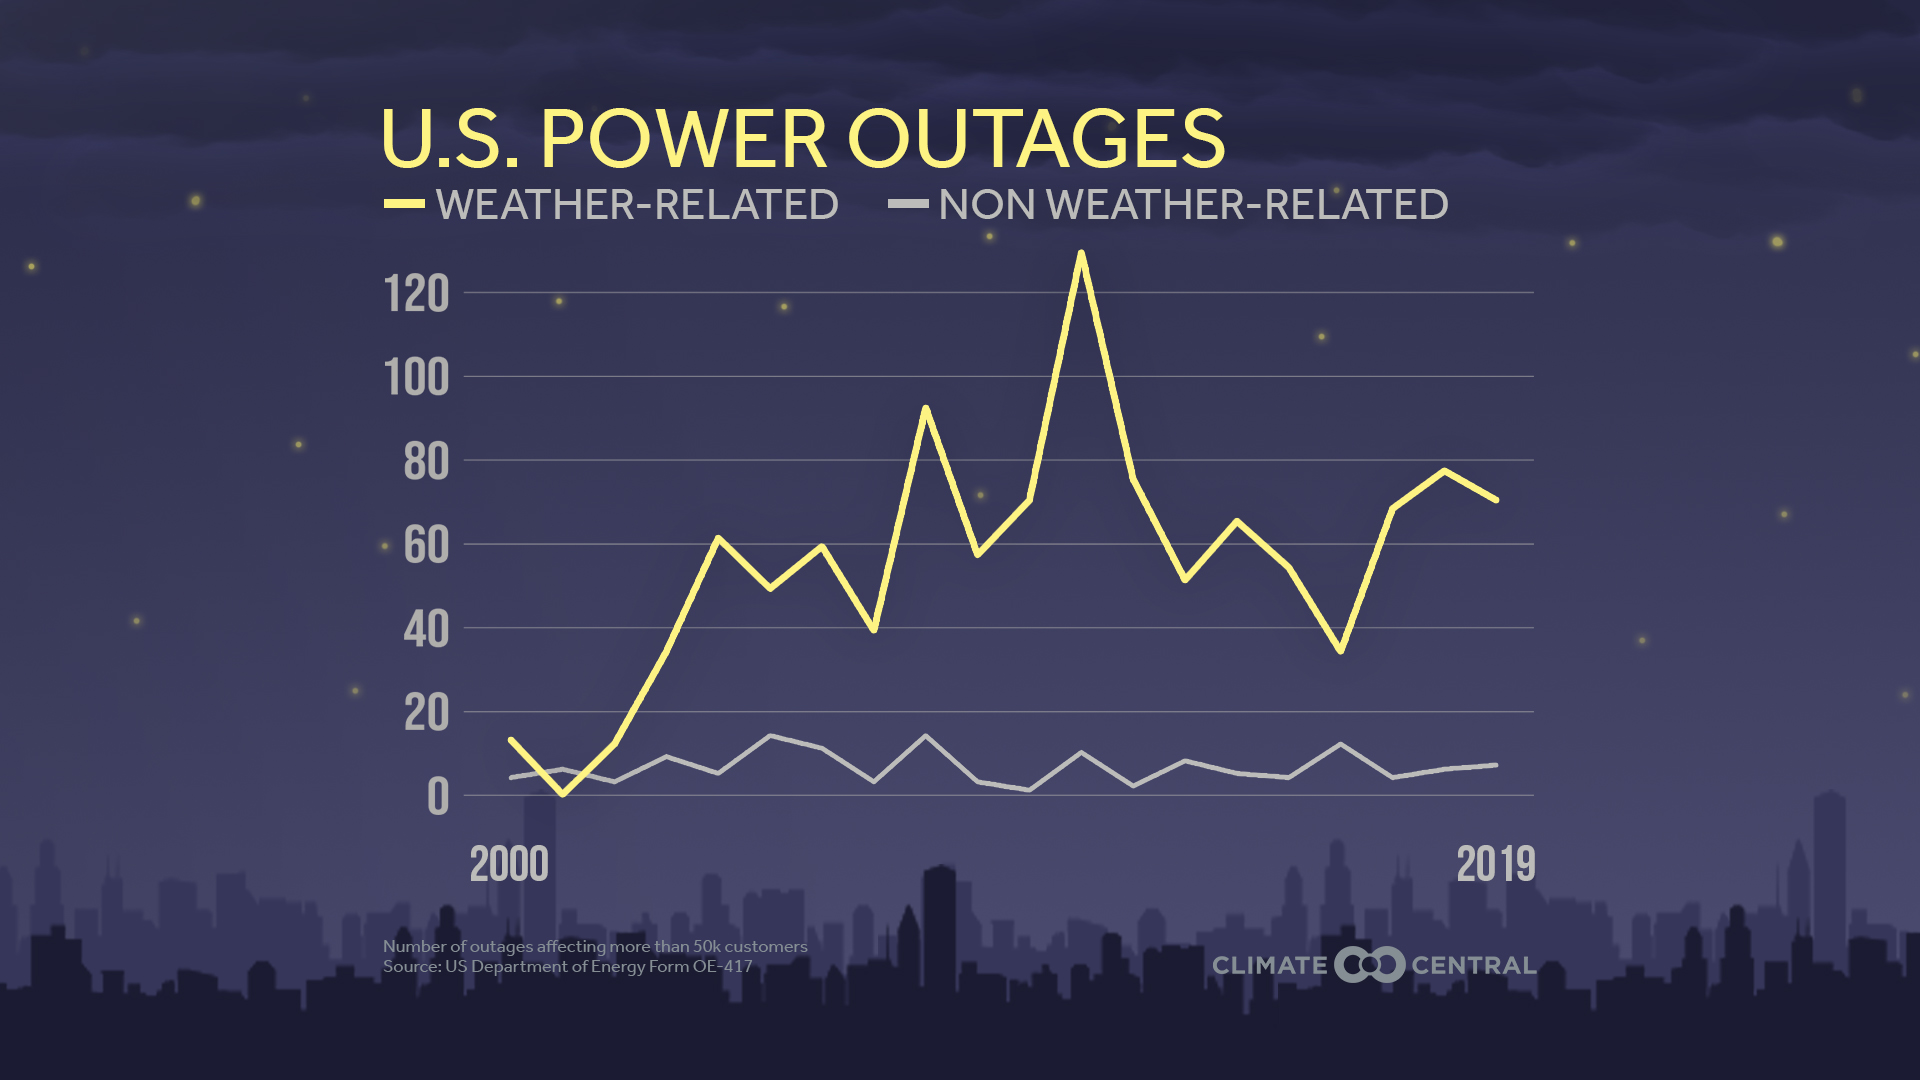 U.S. POWER OUTAGES
WEATHER-RELATED NON WEATHER-RELATED
120
100
80
60
40
20
0
2000 2019
Number of outages affecting more than 50k customers
Source: US Department of Energy Form OE-417
CLIMATE CENTRAL